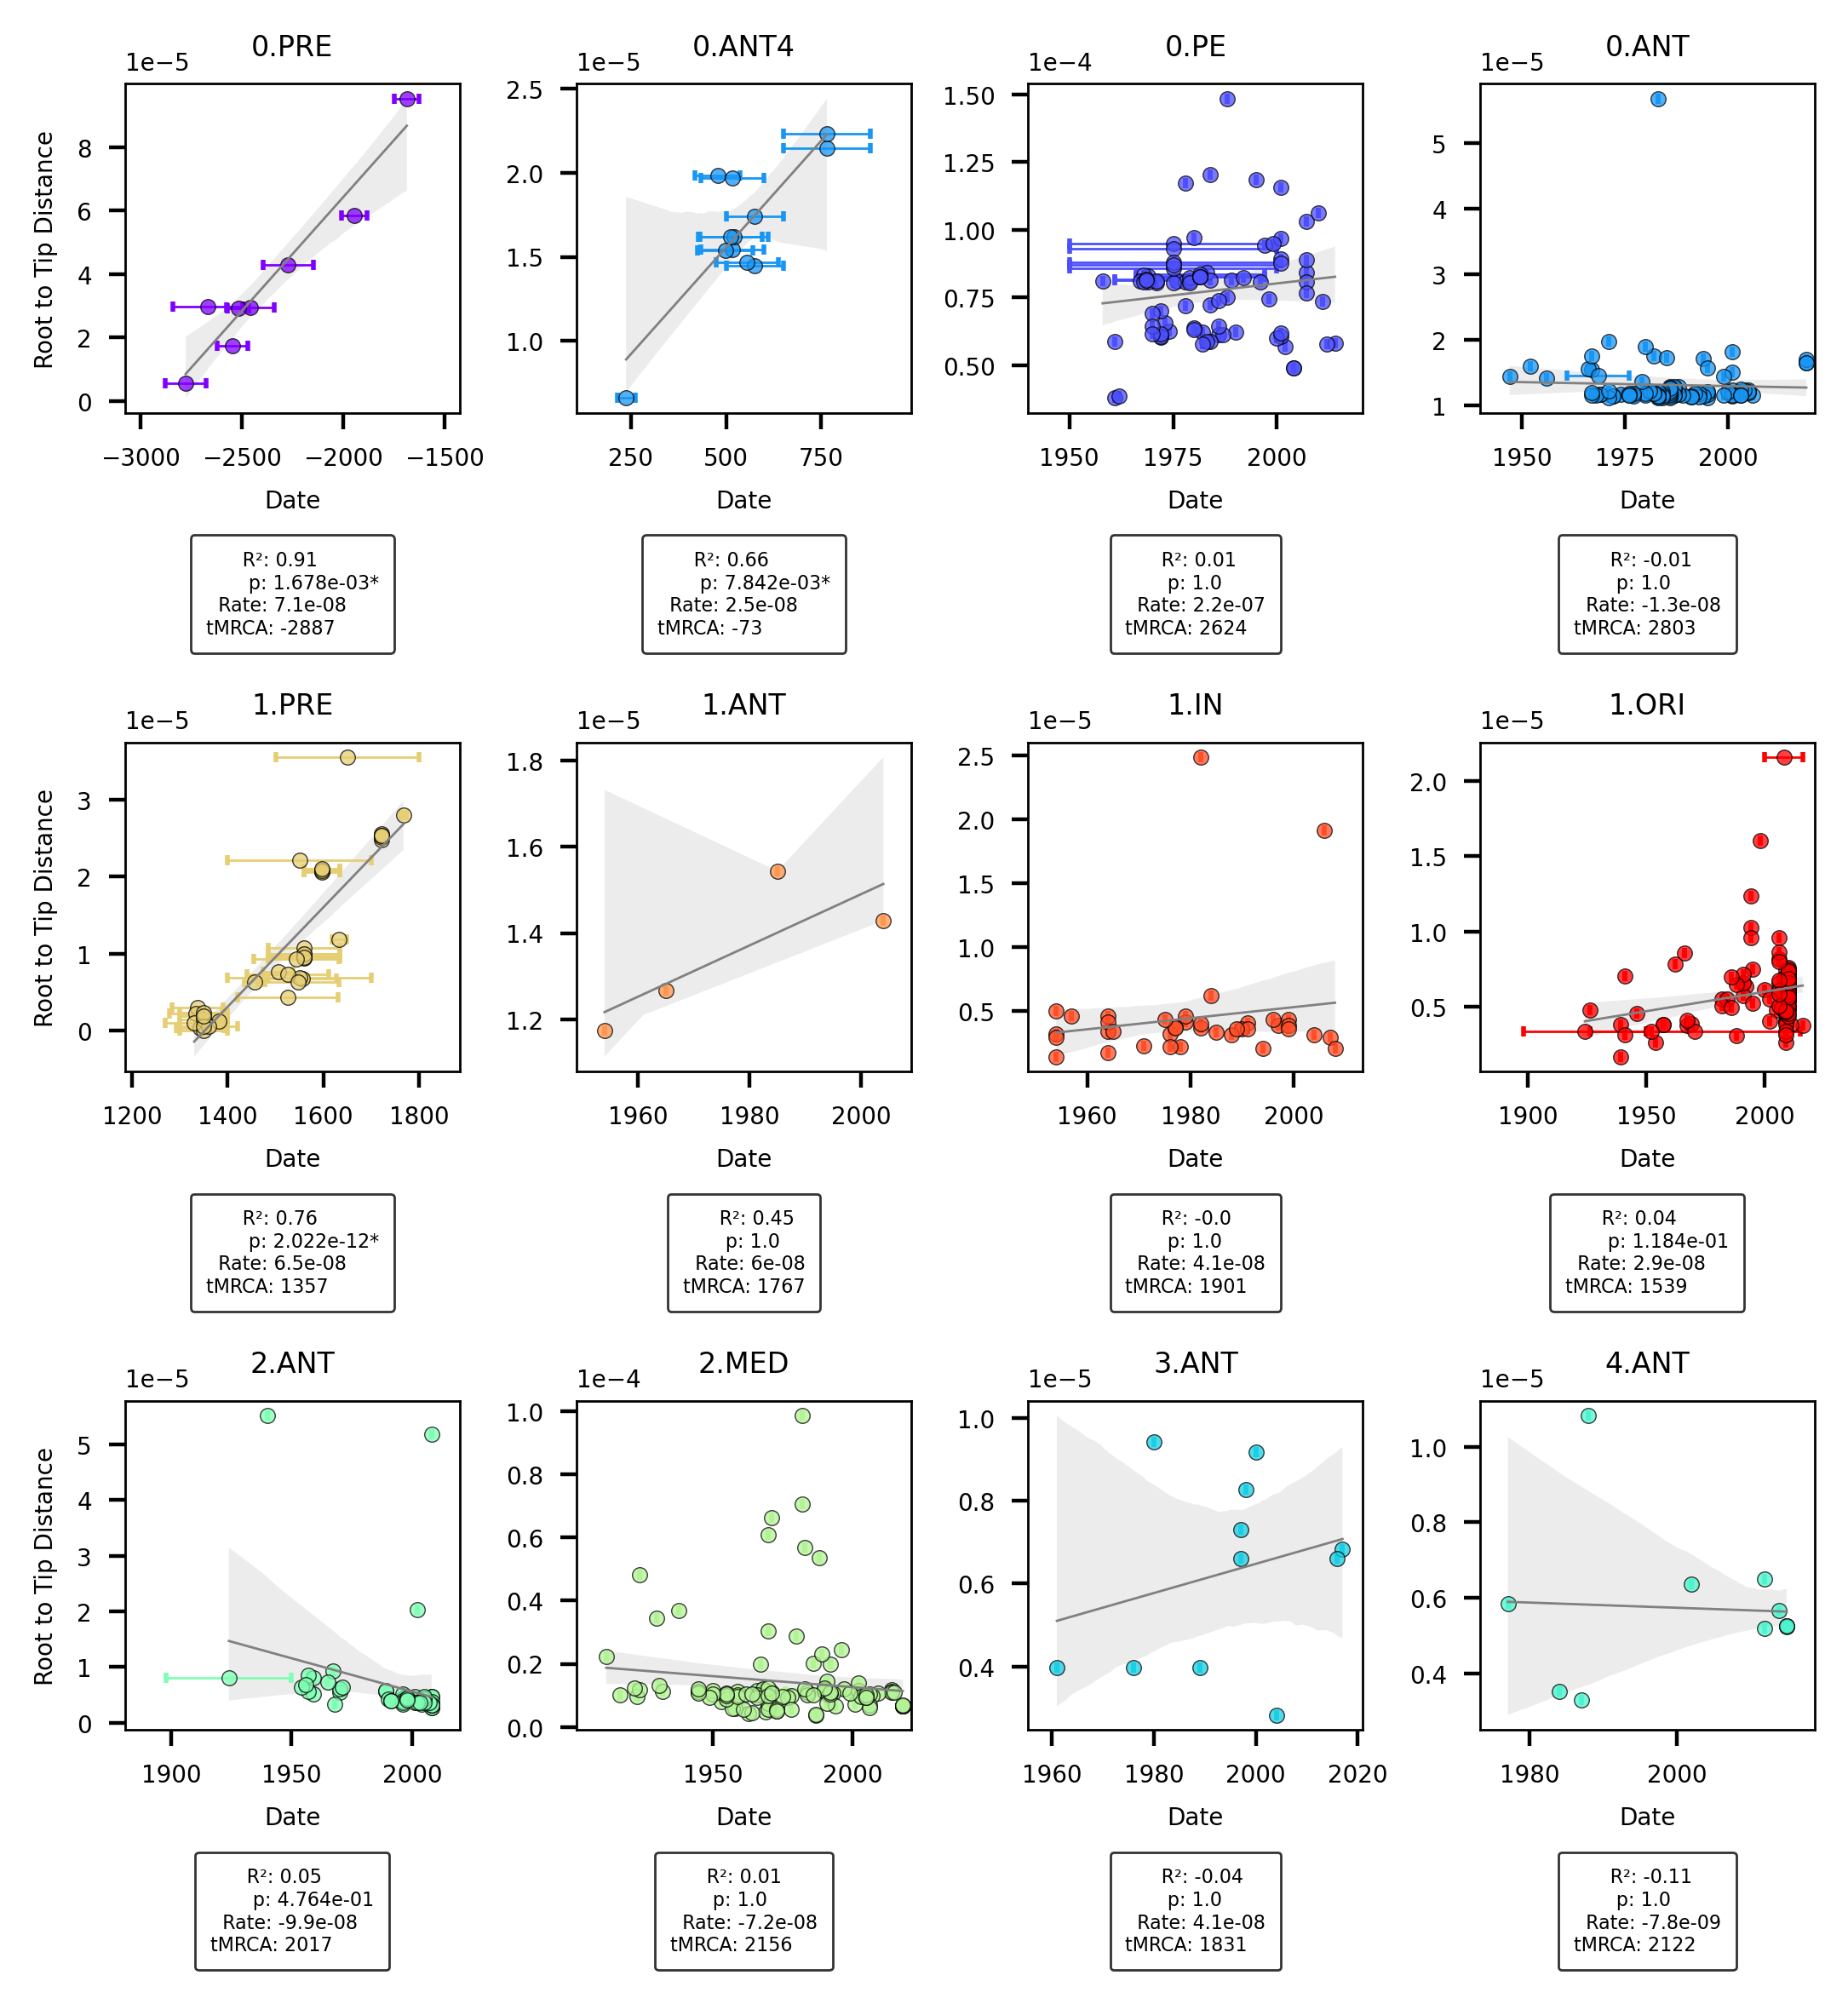 0.PRE
1e−5
Root to Tip Distance
8
6
4
2
0
−3000 −2500 −2000 −1500
Date
R²: 0.91
p: 1.678e-03*
Rate: 7.1e-08
tMRCA: -2887
0.ANT4
1e−5
2.5
2.0
1.5
1.0
250 500 750
Date
R²: 0.66
p: 7.842e-03*
Rate: 2.5e-08
tMRCA: -73
0.PE
1e−4
1.50
1.25
1.00
0.75
0.50
1950 1975 2000
Date
R²: 0.01
p: 1.0
Rate: 2.2e-07
tMRCA: 2624
0.ANT
1e−5
5
4
3
2
1
1950 1975 2000
Date
R²: -0.01
p: 1.0
Rate: -1.3e-08
tMRCA: 2803
1.PRE
1e−5
Root to Tip Distance
3
2
1
0
1200 1400 1600 1800
Date
R²: 0.76
p: 2.022e-12*
Rate: 6.5e-08
tMRCA: 1357
1.ANT
1e−5
1.8
1.6
1.4
1.2
1960 1980 2000
Date
R²: 0.45
p: 1.0
Rate: 6e-08
tMRCA: 1767
1.IN
1e−5
2.5
2.0
1.5
1.0
0.5
1960 1980 2000
Date
R²: -0.0
p: 1.0
Rate: 4.1e-08
tMRCA: 1901
1.ORI
1e−5
2.0
1.5
1.0
0.5
1900 1950 2000
Date
R²: 0.04
p: 1.184e-01
Rate: 2.9e-08
tMRCA: 1539
2.ANT
1e−5
Root to Tip Distance
5
4
3
2
1
0
1900 1950 2000
Date
R²: 0.05
p: 4.764e-01
Rate: -9.9e-08
tMRCA: 2017
2.MED
1e−4
1.0
0.8
0.6
0.4
0.2
0.0
1950 2000
Date
R²: 0.01
p: 1.0
Rate: -7.2e-08
tMRCA: 2156
3.ANT
1e−5
1.0
0.8
0.6
0.4
1960 1980 2000 2020
Date
R²: -0.04
p: 1.0
Rate: 4.1e-08
tMRCA: 1831
4.ANT
1e−5
1.0
0.8
0.6
0.4
1980 2000
Date
R²: -0.11
p: 1.0
Rate: -7.8e-09
tMRCA: 2122